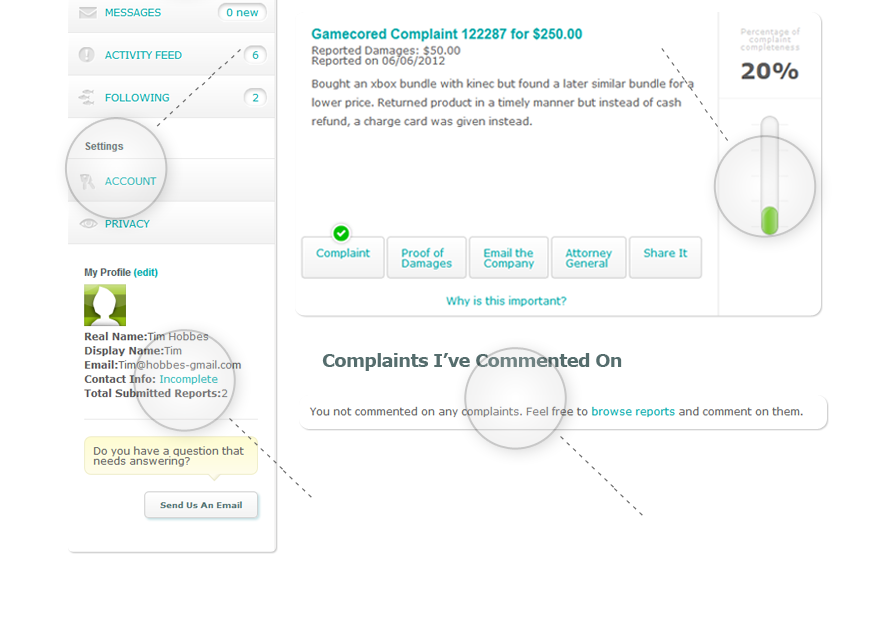 MESSAGES
0 new
ACTIVITY FEED
6
FOLLOWING
2
Settings
ACCOUNT
PRIVACY
My Profile (edit)
Real Name:Tim Hobbes
Display Name:Tim
Email:Tim@hobbes-gmail.com
Contact Info: Incomplete
Total Submitted Reports:2
Do you have a question that
needs answering?
Send Us An Email
Gamecored Complaint 122287 for $250.00
Reported Damages: $50.00
Reported on 06/06/2012
Bought an xbox bundle with kinec but found a later similar bundle for a
lower price. Returned product in a timely manner but instead of cash
refund, a charge card was given instead.
Percentage of
complaint
completeness
20%
Complaint
Proof of
Damages
Email the
Company
Attorney
General
Share It
Why is this important?
Complaints I’ve Commented On
You not commented on any complaints. Feel free to browse reports and comment on them.